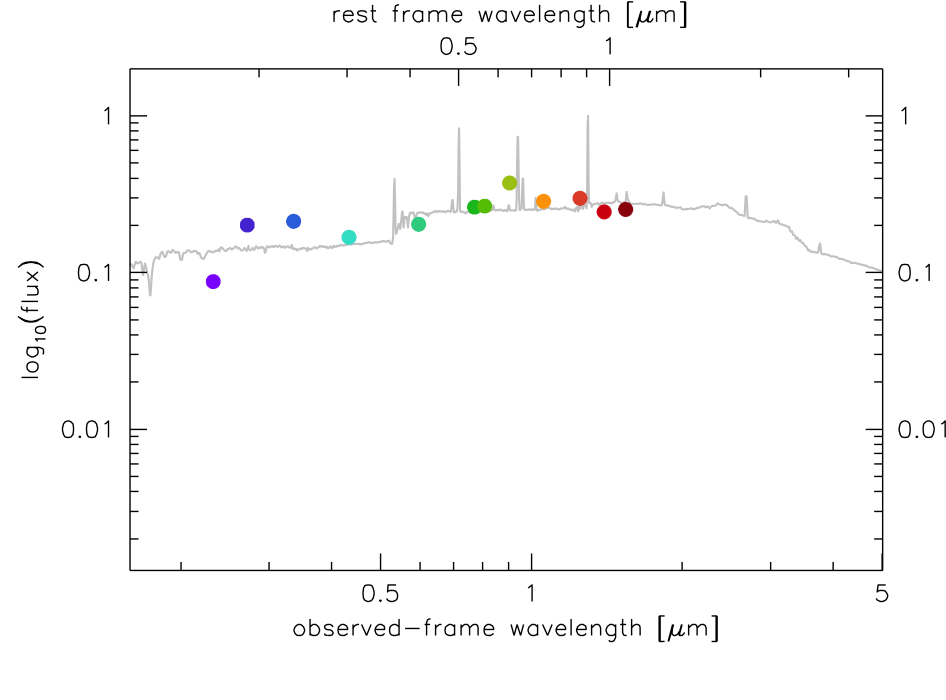 rest frame wavelength [μm]
0.5 1
1 1
0.1 0.1
0.01 0.01
log₁₀(flux)
0.5 1 5
observed-frame wavelength [μm]